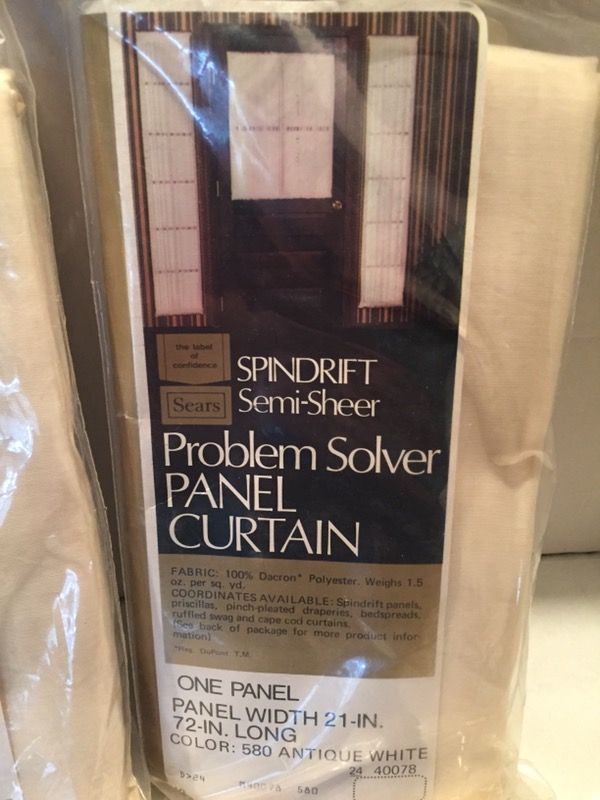 the label
of
confidence
Sears
SPINDRIFT
Semi-Sheer
Problem Solver
PANEL
CURTAIN
FABRIC: 100% Dacron* Polyester. Weighs 1.5
oz. per sq. yd.
COORDINATES AVAILABLE: Spindrift panels,
priscillas, pinch-pleated draperies, bedspreads,
ruffled swag and cape cod curtains.
(See back of package for more product infor-
mation)
*Reg. DuPont T.M.
ONE PANEL
PANEL WIDTH 21-IN.
72-IN. LONG
COLOR: 580 ANTIQUE WHITE
24 40078
580